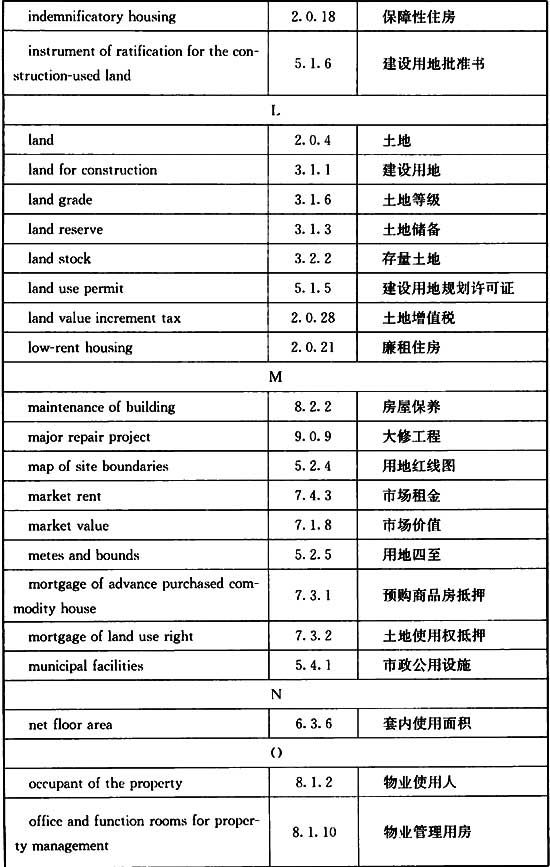 indemnificatory housing 2.0.18 保障性住房
instrument of ratification for the con-
struction-used land 5.1.6 建设用地批准书
L
land 2.0.4 土地
land for construction 3.1.1 建设用地
land grade 3.1.6 土地等级
land reserve 3.1.3 土地储备
land stock 3.2.2 存量土地
land use permit 5.1.5 建设用地规划许可证
land value increment tax 2.0.28 土地增值税
low-rent housing 2.0.21 廉租住房
M
maintenance of building 8.2.2 房屋保养
major repair project 9.0.9 大修工程
map of site boundaries 5.2.4 用地红线图
market rent 7.4.3 市场租金
market value 7.1.8 市场价值
metes and bounds 5.2.5 用地四至
mortgage of advance purchased com-
modity house 7.3.1 预购商品房抵押
mortgage of land use right 7.3.2 土地使用权抵押
municipal facilities 5.4.1 市政公用设施
N
net floor area 6.3.6 套内使用面积
O
occupant of the property 8.1.2 物业使用人
office and function rooms for proper-
ty management 8.1.10 物业管理用房